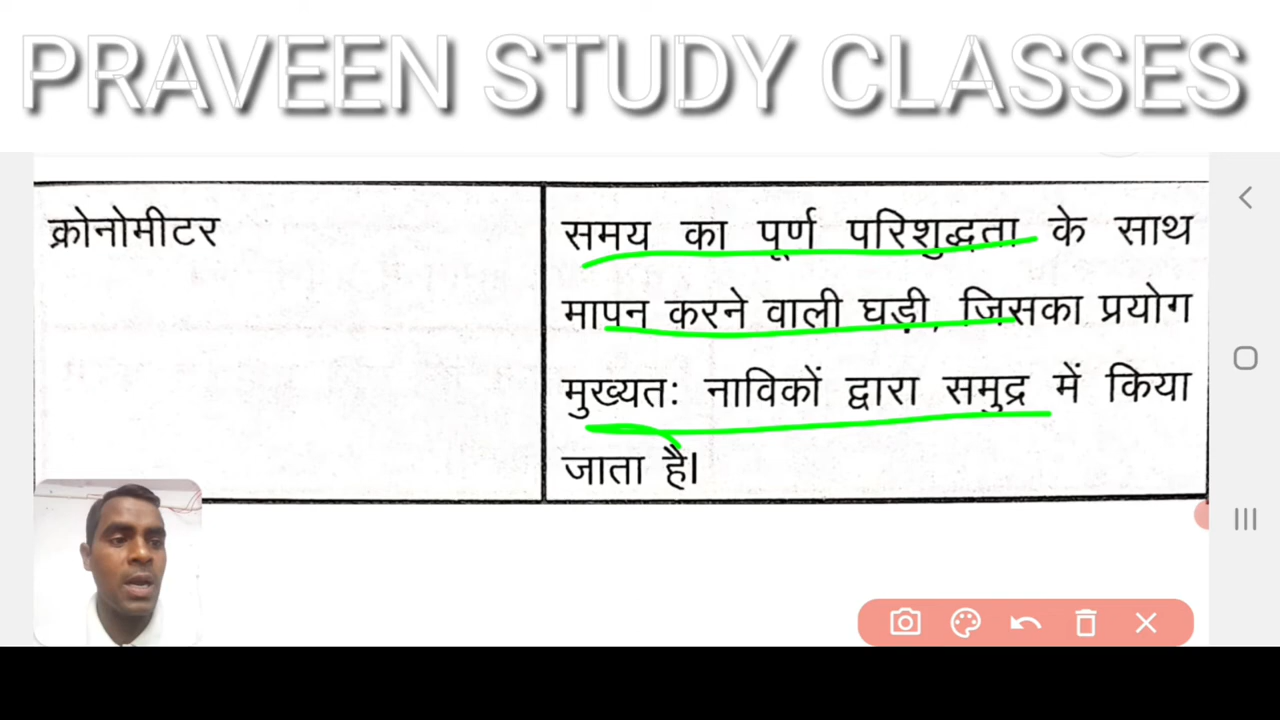 PRAVEEN STUDY CLASSES
क्रोनोमीटर
समय का पूर्ण परिशुद्धता के साथ
मापन करने वाली घड़ी, जिसका प्रयोग
मुख्यत: नाविकों द्वारा समुद्र में किया
जाता है।